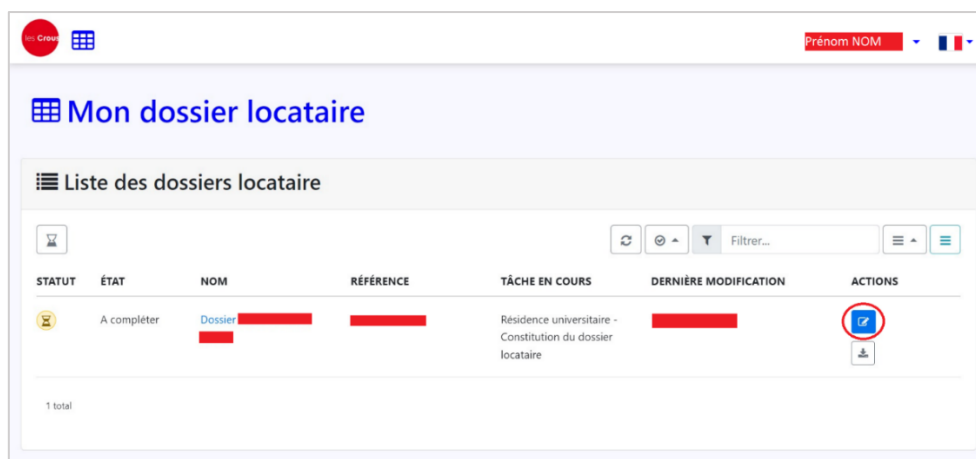 les Crous
Prénom NOM
Mon dossier locataire
Liste des dossiers locataire
Filtrer...
STATUT ÉTAT NOM RÉFÉRENCE TÂCHE EN COURS DERNIÈRE MODIFICATION ACTIONS
A compléter Dossier Résidence universitaire -
Constitution du dossier
locataire
1 total